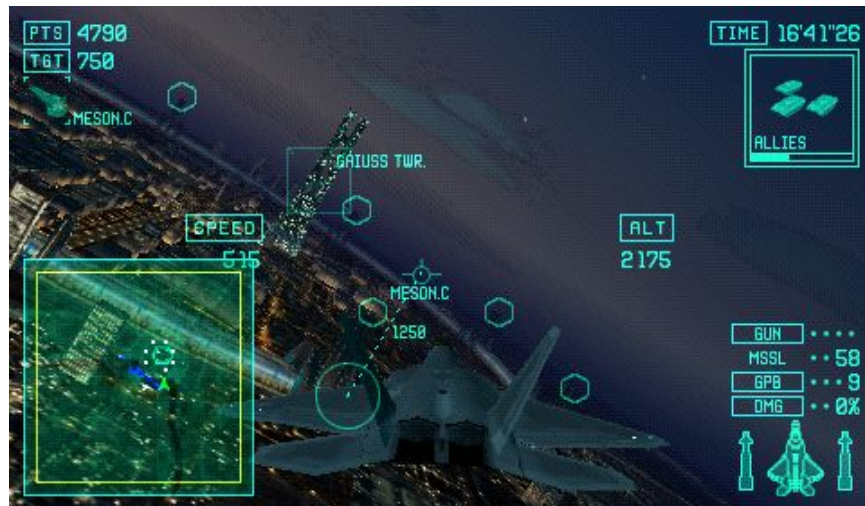 PTS 4790
TGT 750
MESON.C
TIME 16'41"26
ALLIES
GAIUSS TWR.
SPEED
515
ALT
2175
MESON.C
1250
GUN
MSSL 58
GPB 9
DMG 0%